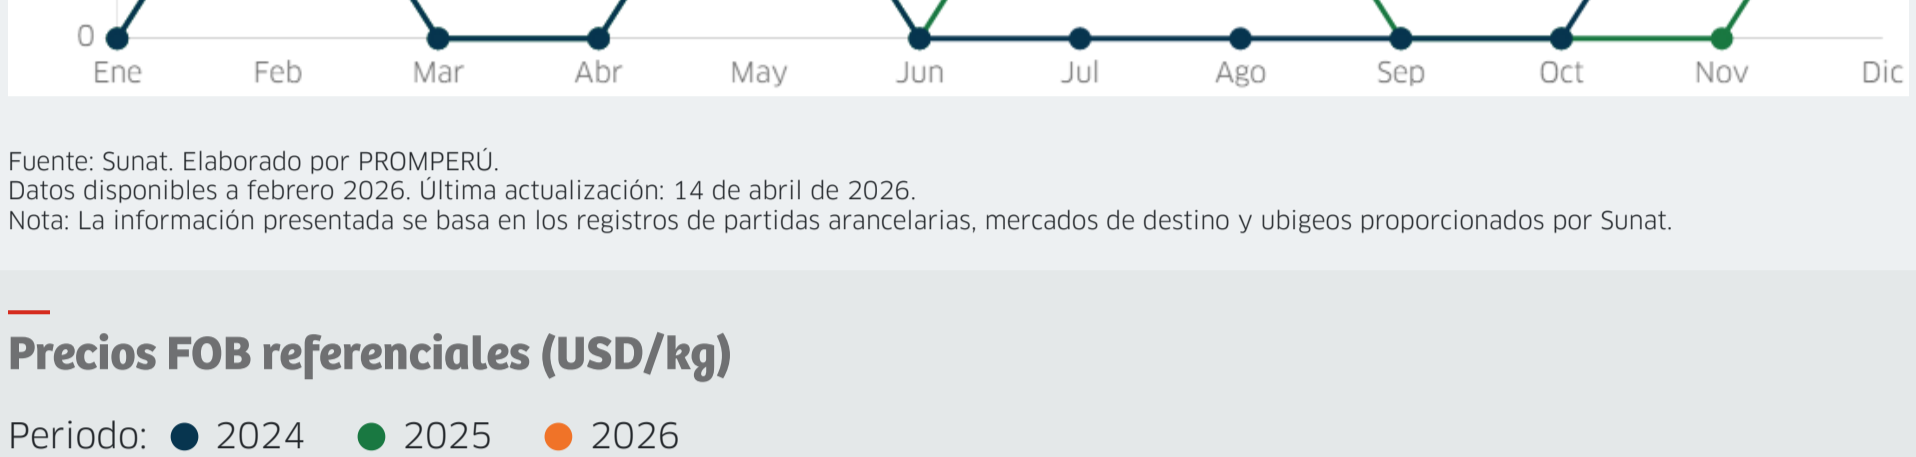 0
Ene Feb Mar Abr May Jun Jul Ago Sep Oct Nov Dic
Fuente: Sunat. Elaborado por PROMPERÚ.
Datos disponibles a febrero 2026. Última actualización: 14 de abril de 2026.
Nota: La información presentada se basa en los registros de partidas arancelarias, mercados de destino y ubigeos proporcionados por Sunat.
Precios FOB referenciales (USD/kg)
Periodo: 2024 2025 2026